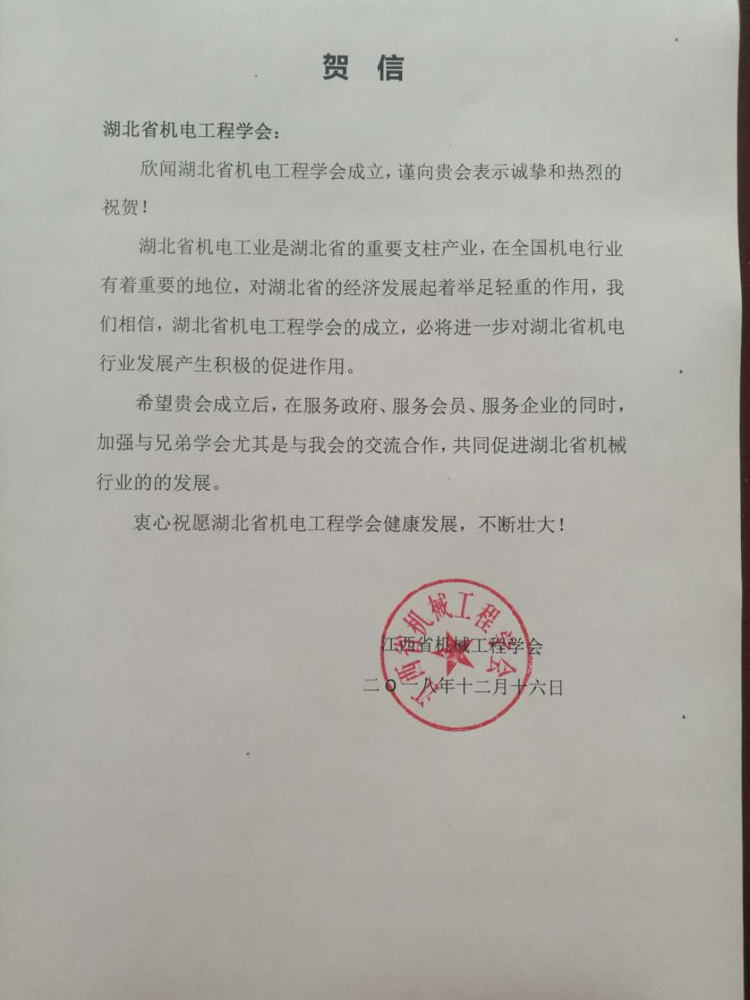 贺 信
湖北省机电工程学会：
欣闻湖北省机电工程学会成立，谨向贵会表示诚挚和热烈的
祝贺！
湖北省机电工业是湖北省的重要支柱产业，在全国机电行业
有着重要的地位，对湖北省的经济发展起着举足轻重的作用，我
们相信，湖北省机电工程学会的成立，必将进一步对湖北省机电
行业发展产生积极的促进作用。
希望贵会成立后，在服务政府、服务会员、服务企业的同时，
加强与兄弟学会尤其是与我会的交流合作，共同促进湖北省机械
行业的的发展。
衷心祝愿湖北省机电工程学会健康发展，不断壮大！
江西省机械工程学会
江西省机械工程学会
二〇一八年十二月十六日